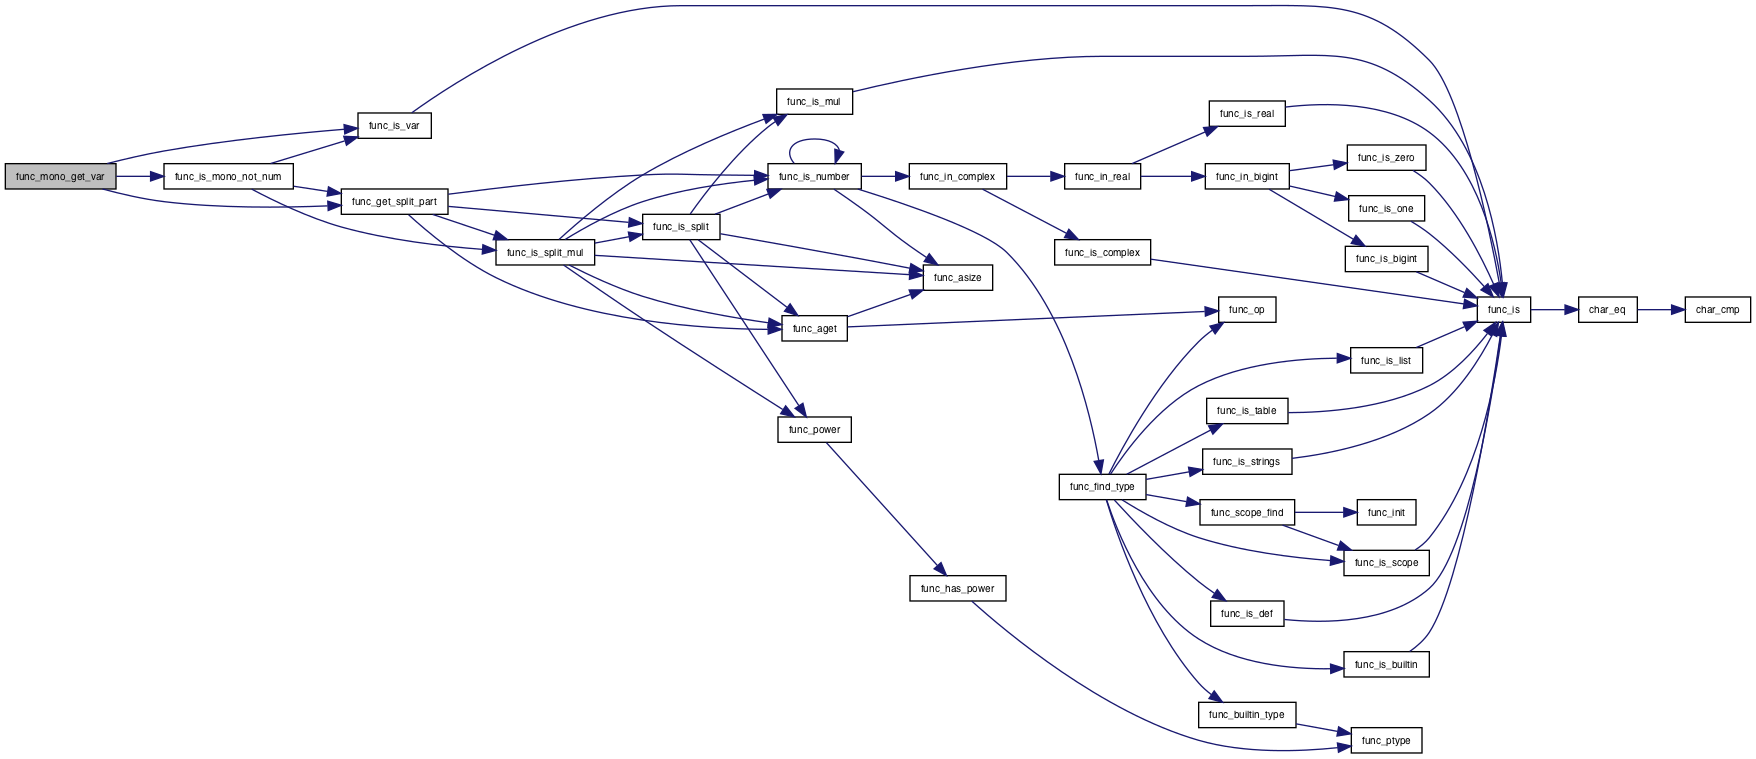 func_mono_get_var
func_is_mono_not_num
func_is_var
func_get_split_part
func_is_split_mul
func_is_split
func_is_mul
func_is_number
func_aget
func_power
func_in_complex
func_asize
func_has_power
func_in_real
func_is_complex
func_find_type
func_is_real
func_in_bigint
func_op
func_is_table
func_is_strings
func_scope_find
func_is_def
func_builtin_type
func_is_zero
func_is_one
func_is_bigint
func_is_list
func_init
func_is_scope
func_is_builtin
func_ptype
func_is
char_eq
char_cmp